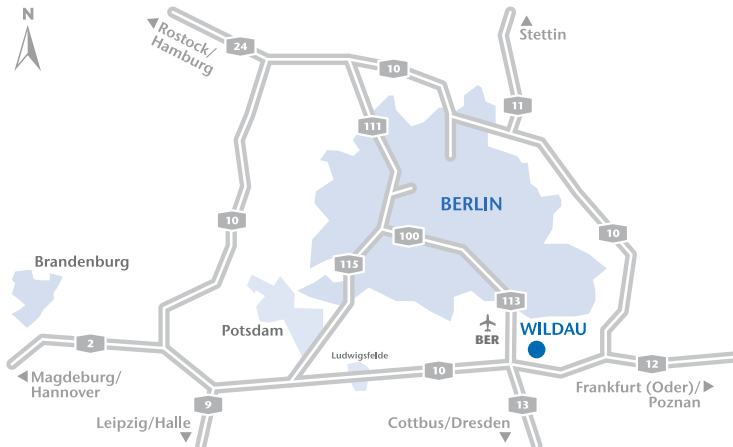 N
Rostock/
Hamburg
24
10
Stettin
11
111
BERLIN
10
100
10
115
Brandenburg
113
Potsdam
BER
WILDAU
2
Ludwigsfelde
10
12
Magdeburg/
Hannover
9
13
Frankfurt (Oder)/
Poznan
Leipzig/Halle
Cottbus/Dresden